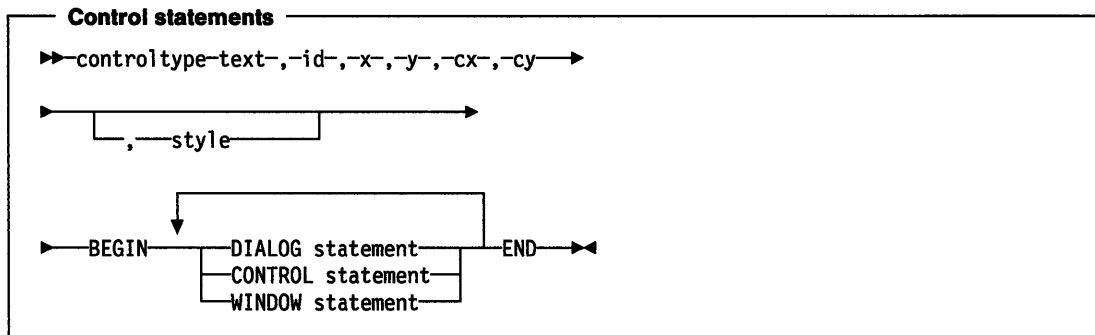 Control statements
controltype text , id , x , y , cx , cy
, style
BEGIN DIALOG statement END
CONTROL statement
WINDOW statement